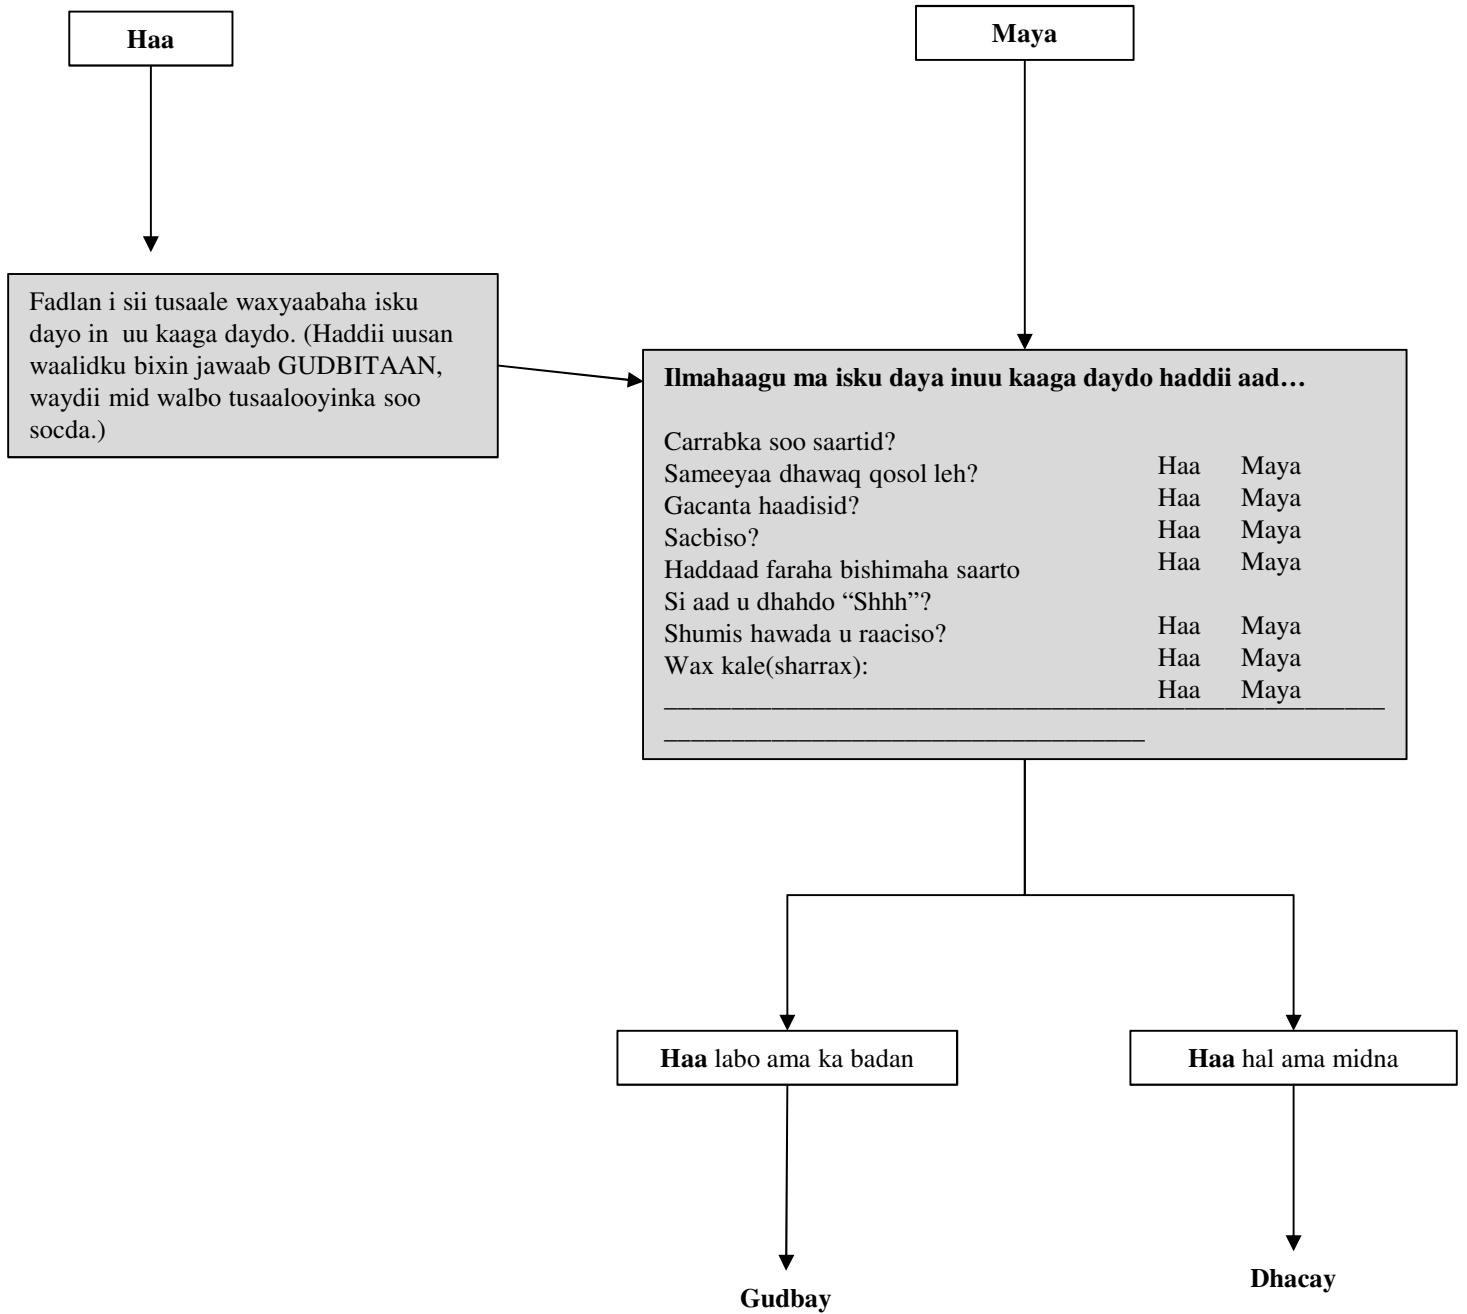 Haa
Maya
Fadlan i sii tusaale waxyaabaha isku
dayo in uu kaaga daydo. (Haddii uusan
waalidku bixin jawaab GUDBITAAN,
waydii mid walbo tusaalooyinka soo
socda.)
Ilmahaagu ma isku daya inuu kaaga daydo haddii aad…
Carrabka soo saartid?
Haa Maya
Sameeyaa dhawaq qosol leh?
Haa Maya
Gacanta haadisid?
Haa Maya
Sacbiso?
Haa Maya
Haddaad faraha bishimaha saarto
Si aad u dhahdo “Shhh”?
Haa Maya
Shumis hawada u raaciso?
Haa Maya
Wax kale(sharrax):
Haa Maya
Haa labo ama ka badan
Haa hal ama midna
Gudbay
Dhacay